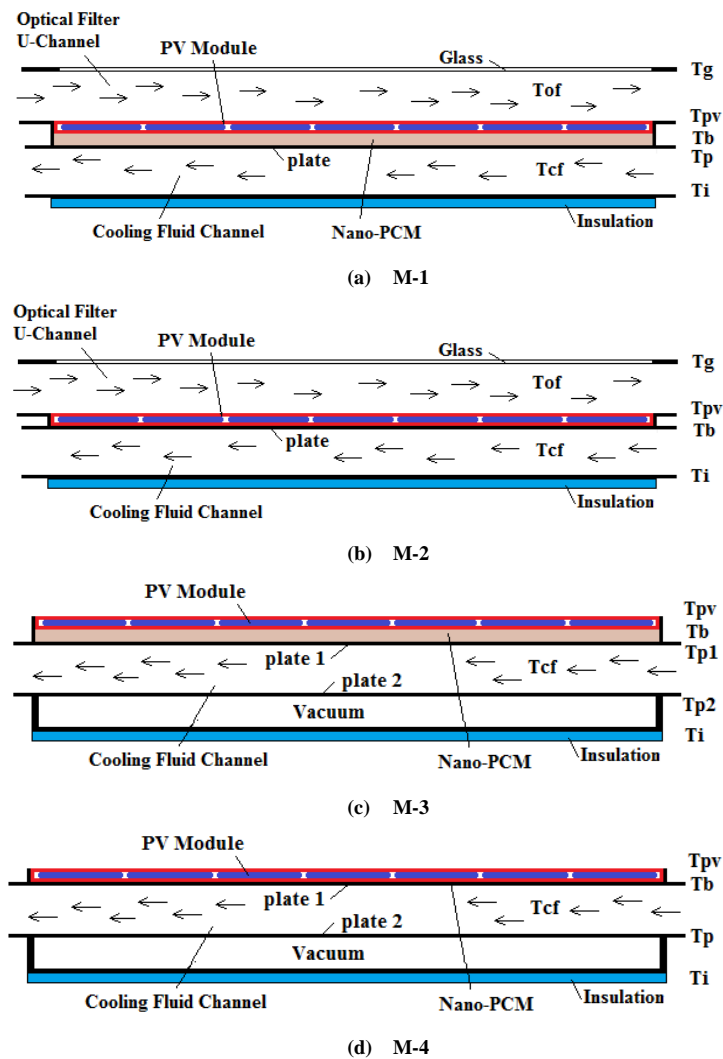 Optical Filter
U-Channel
PV Module
Glass
Tg
Tof
Tpv
Tb
Tp
plate
Tcf
Ti
Cooling Fluid Channel
Nano-PCM
Insulation
(a) M-1
Optical Filter
U-Channel
PV Module
Glass
Tg
Tof
Tpv
Tb
plate
Tcf
Ti
Cooling Fluid Channel
Insulation
(b) M-2
PV Module
Tpv
Tb
plate 1
Tcf
Tp1
plate 2
Vacuum
Tp2
Ti
Cooling Fluid Channel
Nano-PCM
Insulation
(c) M-3
PV Module
Tpv
Tb
plate 1
Tcf
plate 2
Tp
Vacuum
Ti
Cooling Fluid Channel
Nano-PCM
Insulation
(d) M-4